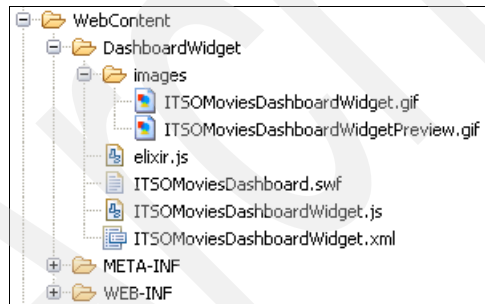 WebContent
DashboardWidget
images
ITSOMoviesDashboardWidget.gif
ITSOMoviesDashboardWidgetPreview.gif
elixir.js
ITSOMoviesDashboard.swf
ITSOMoviesDashboardWidget.js
ITSOMoviesDashboardWidget.xml
META-INF
WEB-INF